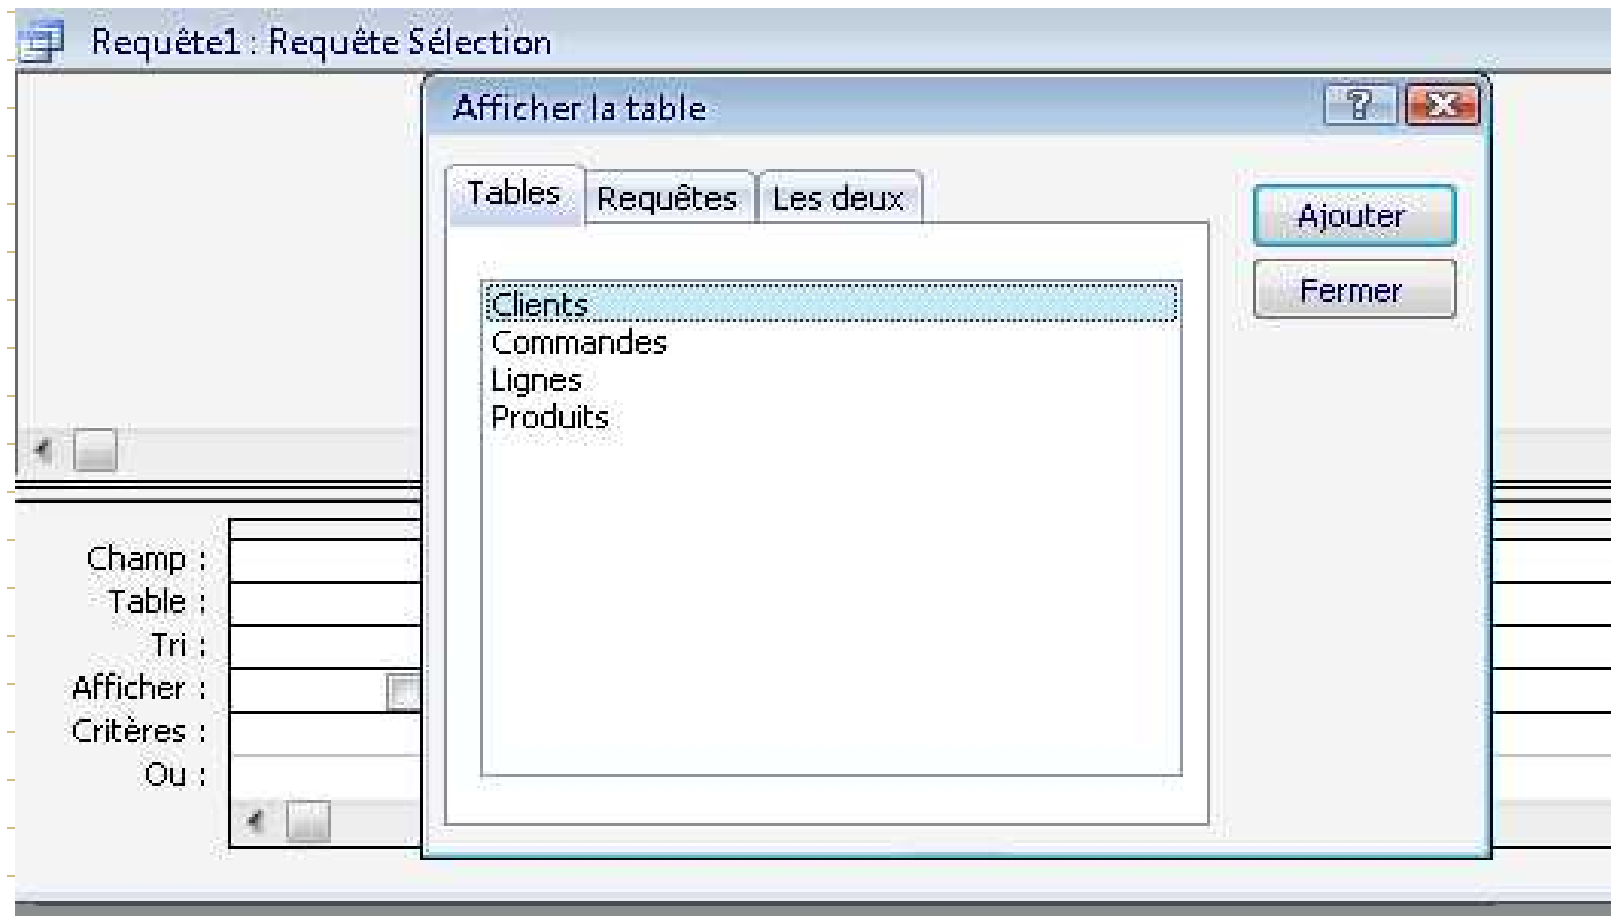 Requête1 : Requête Sélection
Afficher la table
?
Tables Requêtes Les deux
Ajouter
Fermer
Clients
Commandes
Lignes
Produits
Champ :
Table :
Tri :
Afficher :
Critères :
Ou :